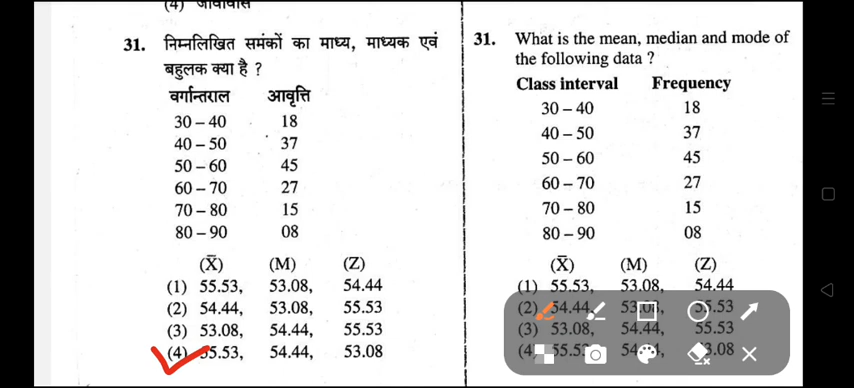 31. निम्नलिखित समंकों का माध्य, माध्यक एवं
बहुलक क्या है ?
वर्गान्तराल आवृत्ति
30 – 40 18
40 – 50 37
50 – 60 45
60 – 70 27
70 – 80 15
80 – 90 08
(X̅) (M) (Z)
(1) 55.53, 53.08, 54.44
(2) 54.44, 53.08, 55.53
(3) 53.08, 54.44, 55.53
(4) 55.53, 54.44, 53.08
31. What is the mean, median and mode of
the following data ?
Class interval Frequency
30 – 40 18
40 – 50 37
50 – 60 45
60 – 70 27
70 – 80 15
80 – 90 08
(X̅) (M) (Z)
(1) 55.53, 53.08, 54.44
(2) 54.44, 53.08, 55.53
(3) 53.08, 54.44, 55.53